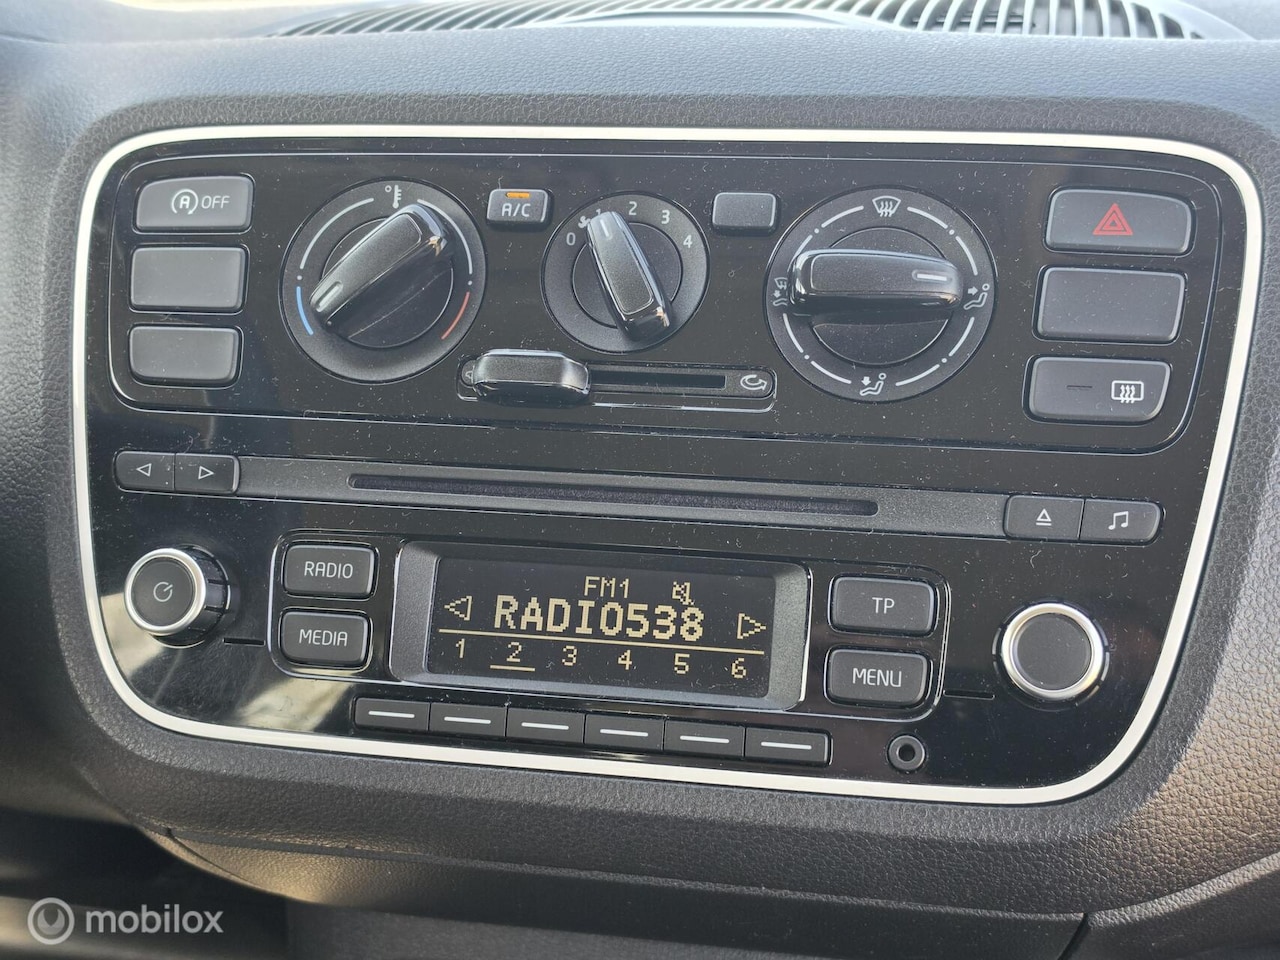 A OFF
A/C
0 1 2 3 4
RADIO
MEDIA
FM1
RADIO538
1 2 3 4 5 6
TP
MENU
mobilox